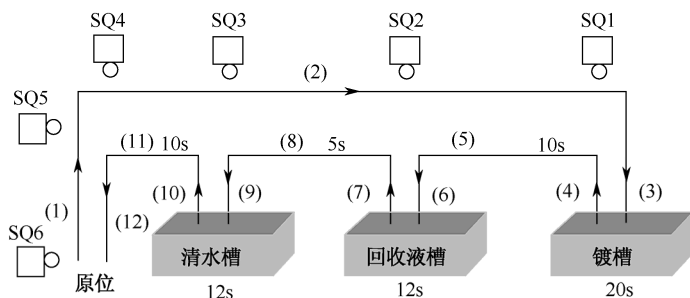 SQ4
SQ3
SQ2
SQ1
(2)
SQ5
(11)
10s
(8)
5s
(5)
10s
(1)
(10)
(9)
(7)
(6)
(4)
(3)
(12)
SQ6
原位
清水槽
回收液槽
镀槽
12s
12s
20s